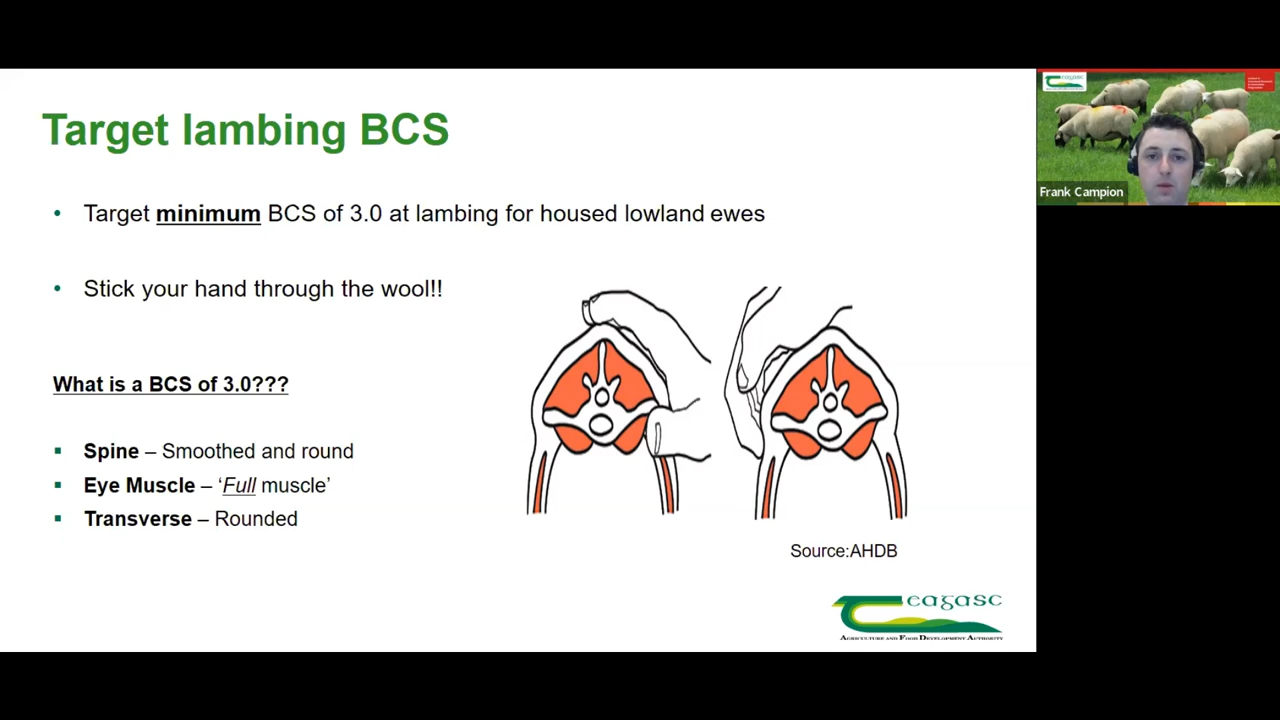 Target lambing BCS
• Target minimum BCS of 3.0 at lambing for housed lowland ewes
• Stick your hand through the wool!!
What is a BCS of 3.0???
▪ Spine – Smoothed and round
▪ Eye Muscle – ‘Full muscle’
▪ Transverse – Rounded
Source:AHDB
eagasc
AGRICULTURE AND FOOD DEVELOPMENT AUTHORITY
eagasc
Frank Campion